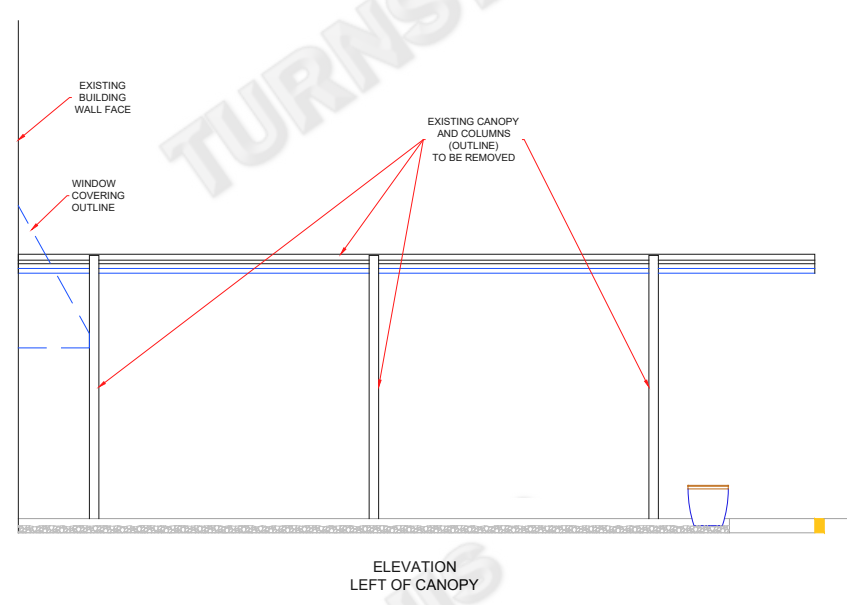 TURNS
EXISTING
BUILDING
WALL FACE
EXISTING CANOPY
AND COLUMNS
(OUTLINE)
TO BE REMOVED
WINDOW
COVERING
OUTLINE
ELEVATION
LEFT OF CANOPY